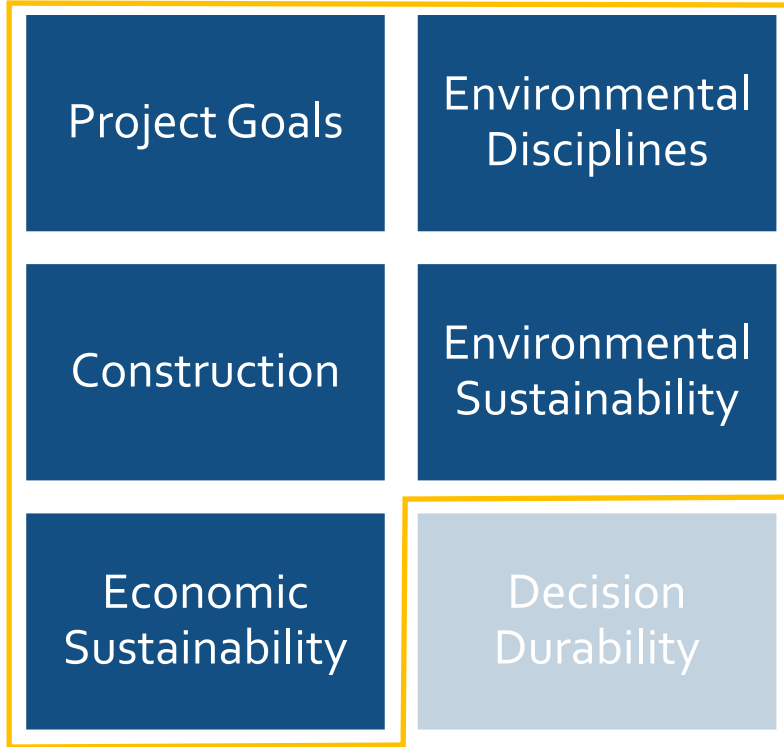 Project Goals
Environmental
Disciplines
Construction
Environmental
Sustainability
Economic
Sustainability
Decision
Durability